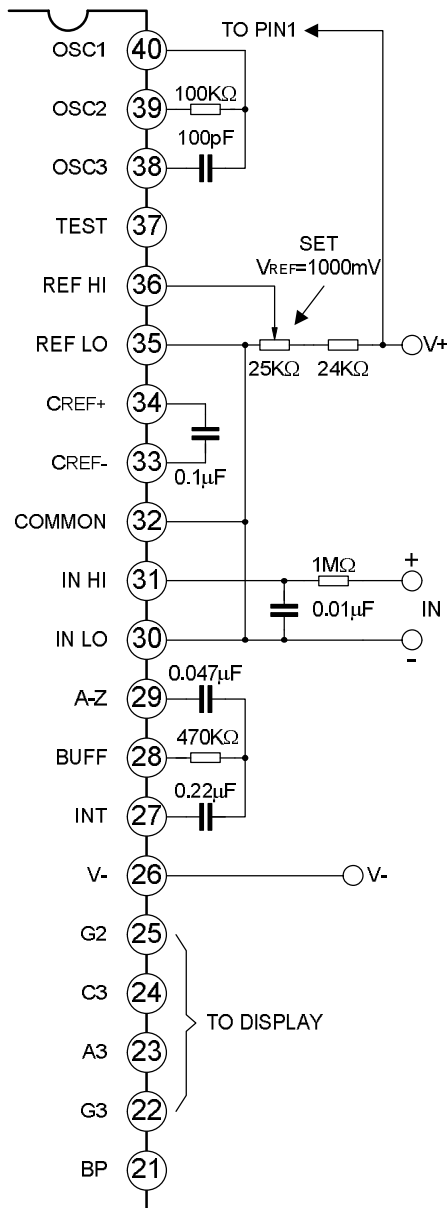 TO PIN1
OSC1 40
100KΩ
OSC2 39
100pF
OSC3 38
TEST 37
SET
VREF=1000mV
REF HI 36
REF LO 35 V+
25KΩ 24KΩ
CREF+ 34
CREF- 33
0.1µF
COMMON 32
1MΩ +
IN HI 31
0.01µF IN
IN LO 30 -
0.047µF
A-Z 29
470KΩ
BUFF 28
0.22µF
INT 27
V- 26 V-
G2 25
C3 24
TO DISPLAY
A3 23
G3 22
BP 21